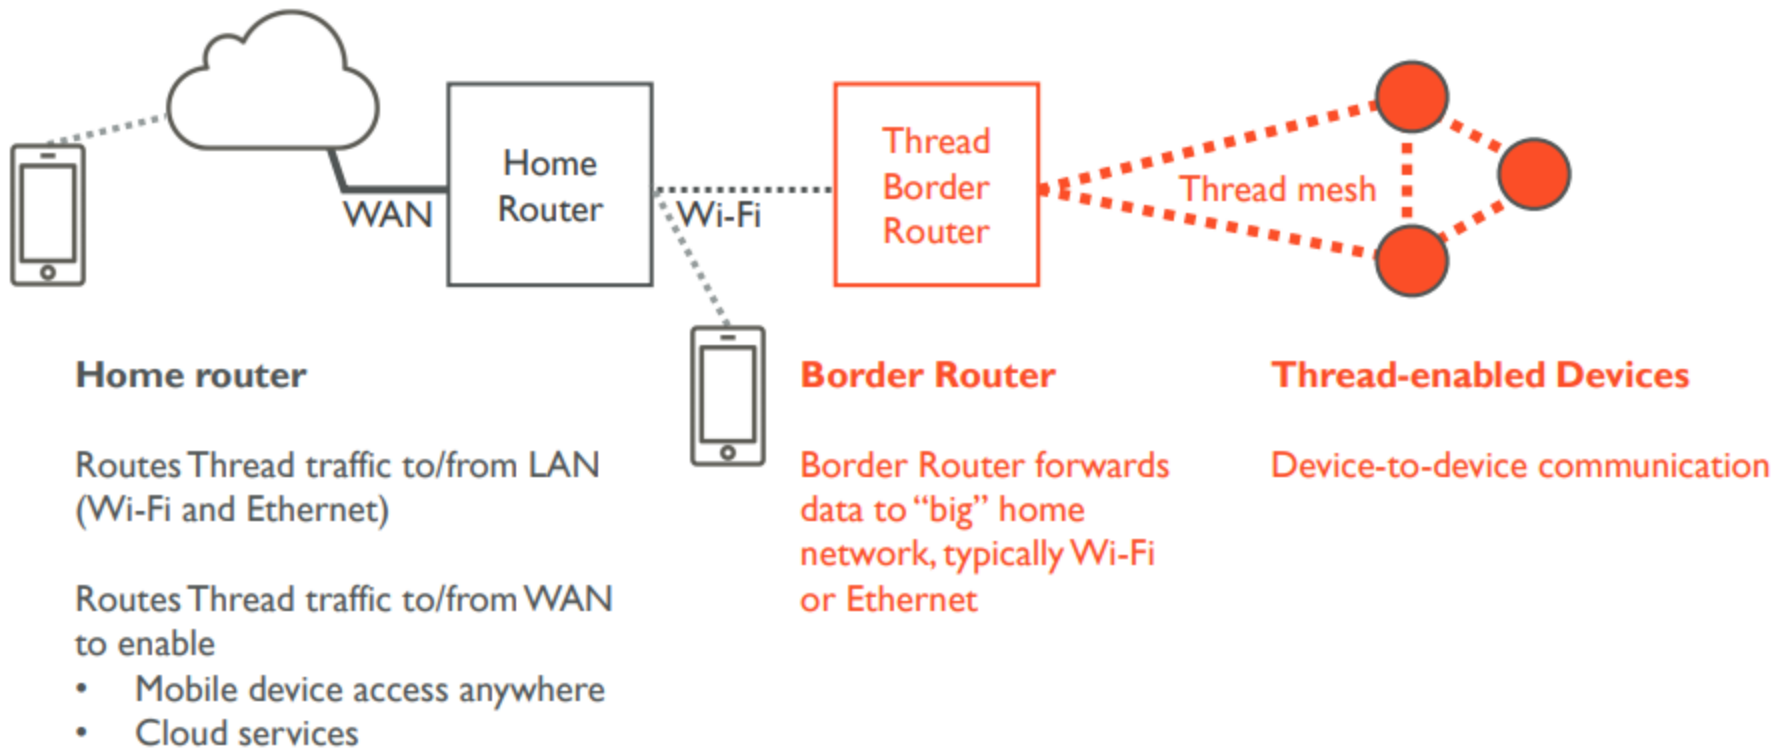 Home
Router
WAN
Wi-Fi
Thread
Border
Router
Thread mesh
Home router
Routes Thread traffic to/from LAN
(Wi-Fi and Ethernet)
Routes Thread traffic to/from WAN
to enable
• Mobile device access anywhere
• Cloud services
Border Router
Border Router forwards
data to “big” home
network, typically Wi-Fi
or Ethernet
Thread-enabled Devices
Device-to-device communication